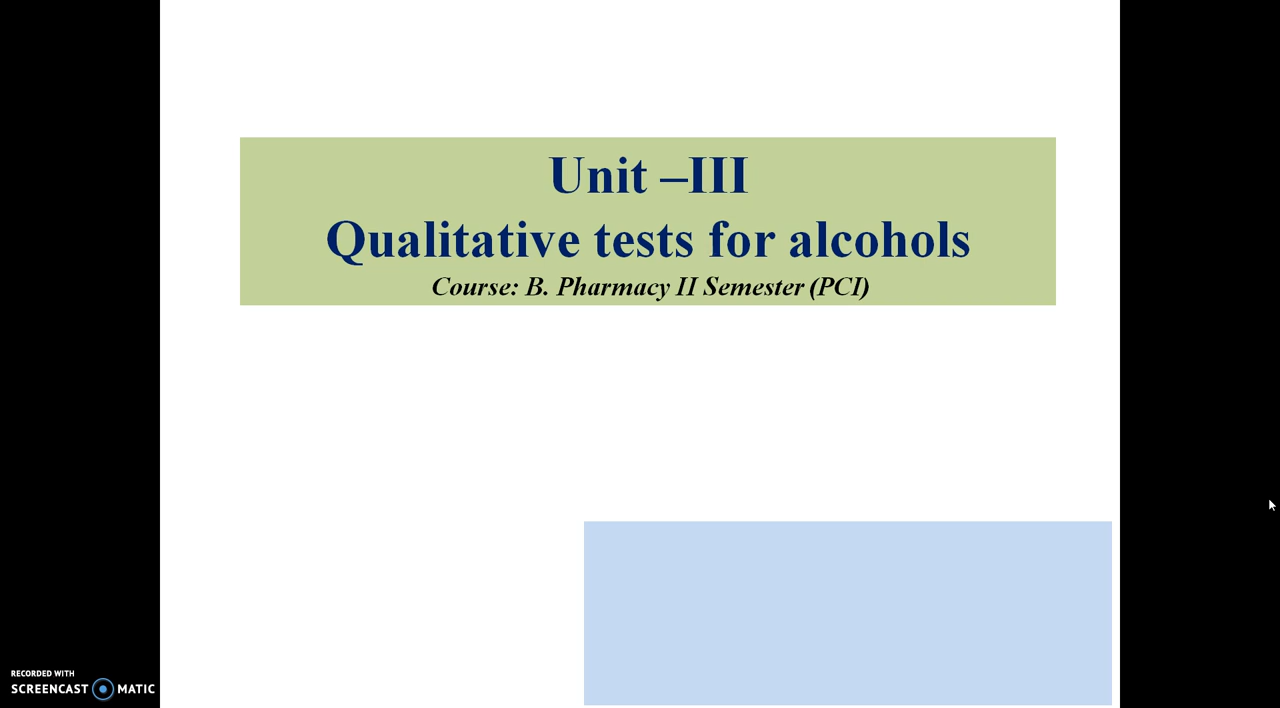 Unit –III
Qualitative tests for alcohols
Course: B. Pharmacy II Semester (PCI)
RECORDED WITH
SCREENCAST MATIC